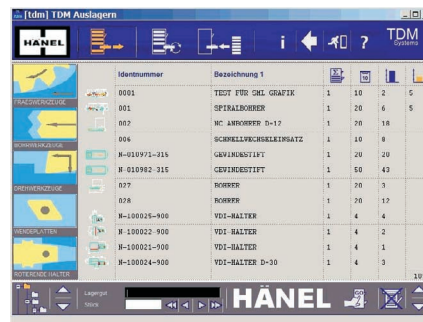 [tdm] TDM Auslagern
HÄNEL i ? TDM Systems
Identnummer Bezeichnung 1
0001 TEST FÜR SML GRAFIK 1 10 2 5
001 SPIRALBOHRER 1 20 6 5
002 NC ANBOHRER D-12 1 20 18
006 SCHNELLWECHSELEINSATZ 1 10 8
N-010971-315 GEWINDESTIFT 1 20 20
N-010982-315 GEWINDESTIFT 1 50 43
027 BOHRER 1 20 3
028 BOHRER 1 20 12
N-100025-900 VDI-HALTER 1 4 4
N-100022-900 VDI-HALTER 1 4 2
N-100021-900 VDI-HALTER 1 4 1
N-100024-900 VDI-HALTER D-30 1 4 3
10
FRAESWERKZEUGE
BOHRWERKZEUGE
DREHWERKZEUGE
WENDEPLATTEN
ROTIERENDE HALTER
Lagergut
Stück
HÄNEL